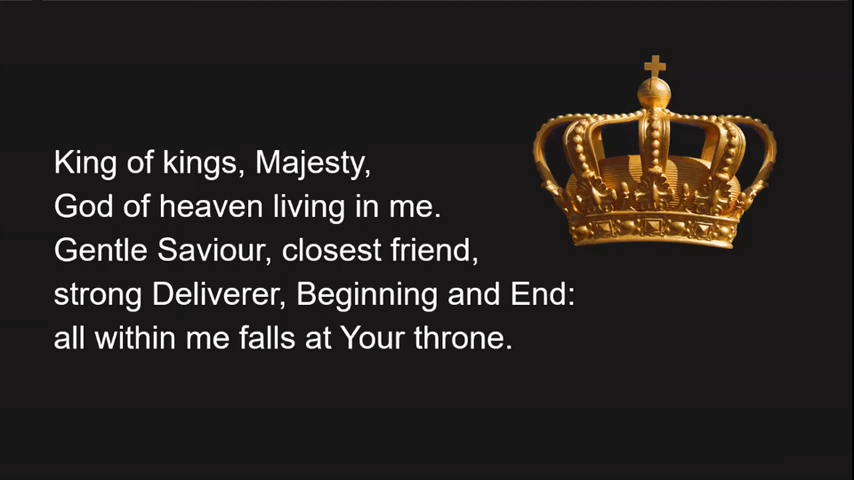 King of kings, Majesty,
God of heaven living in me.
Gentle Saviour, closest friend,
strong Deliverer, Beginning and End:
all within me falls at Your throne.